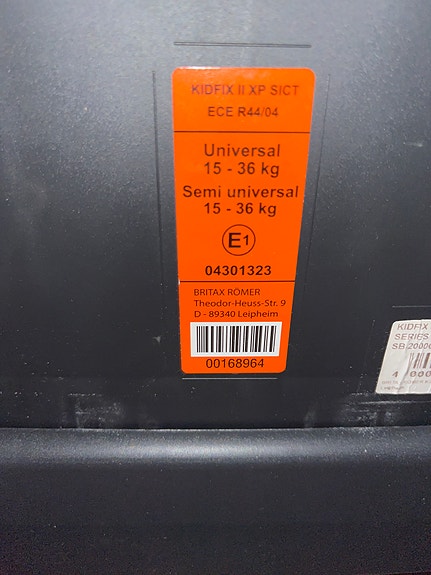 KIDFIX II XP SICT
ECE R44/04
Universal
15 - 36 kg
Semi universal
15 - 36 kg
E1
04301323
BRITAX RÖMER
Theodor-Heuss-Str. 9
D - 89340 Leipheim
00168964
KIDFIX
SERIES